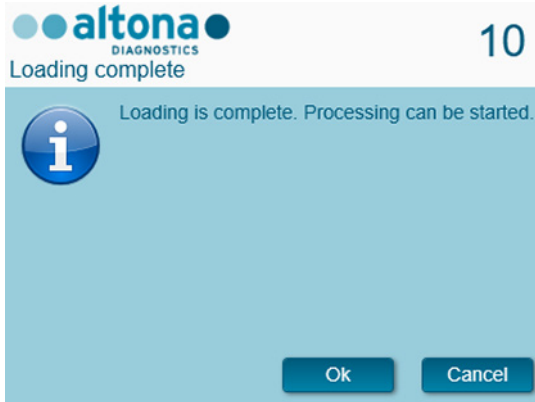 altona
DIAGNOSTICS
10
Loading complete
Loading is complete. Processing can be started.
Ok
Cancel